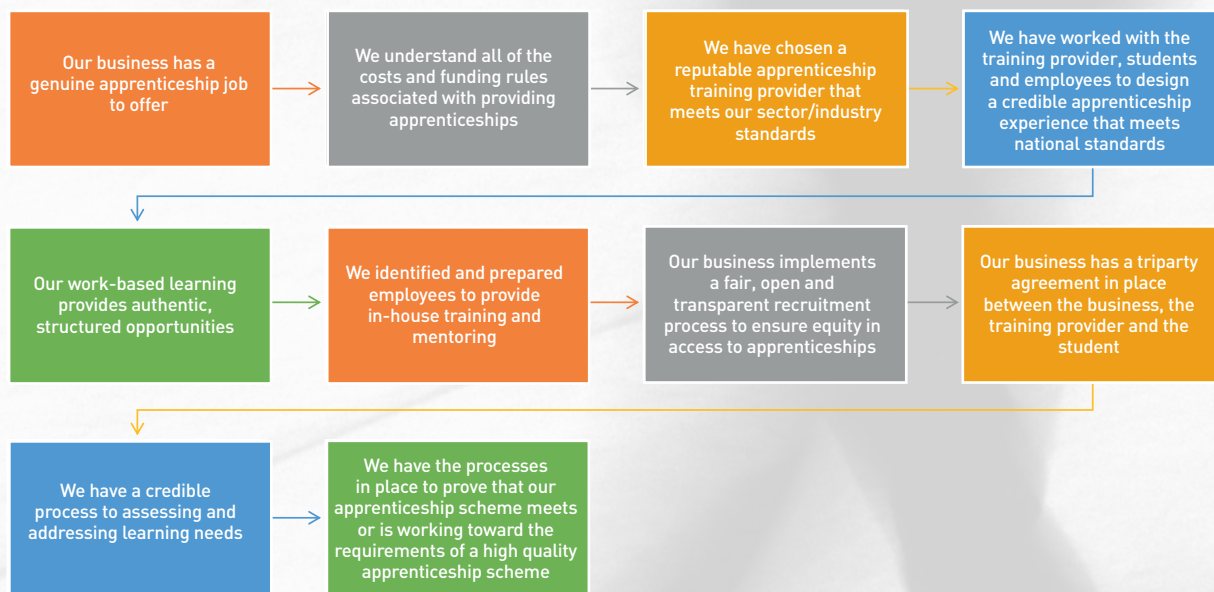 Our business has a
genuine apprenticeship job
to offer
We understand all of the
costs and funding rules
associated with providing
apprenticeships
We have chosen a
reputable apprenticeship
training provider that
meets our sector/industry
standards
We have worked with the
training provider, students
and employees to design
a credible apprenticeship
experience that meets
national standards
Our work-based learning
provides authentic,
structured opportunities
We identified and prepared
employees to provide
in-house training and
mentoring
Our business implements
a fair, open and
transparent recruitment
process to ensure equity in
access to apprenticeships
Our business has a triparty
agreement in place
between the business, the
training provider and the
student
We have a credible
process to assessing and
addressing learning needs
We have the processes
in place to prove that our
apprenticeship scheme meets
or is working toward the
requirements of a high quality
apprenticeship scheme